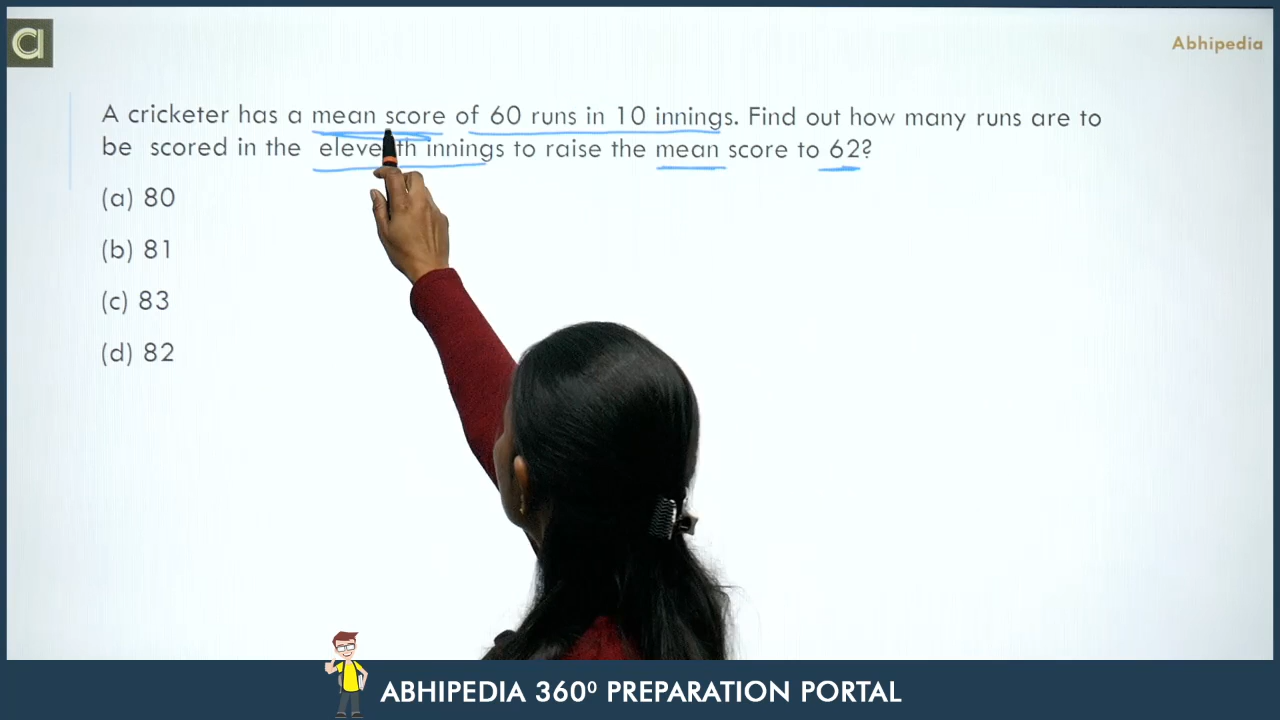 Abhipedia
A cricketer has a mean score of 60 runs in 10 innings. Find out how many runs are to
be scored in the eleventh innings to raise the mean score to 62?
(a) 80
(b) 81
(c) 83
(d) 82
ABHIPEDIA 360⁰ PREPARATION PORTAL